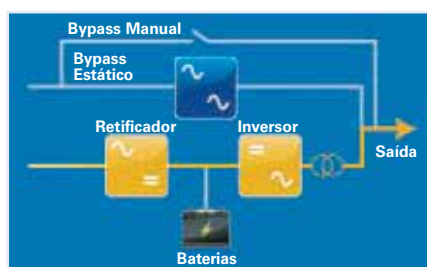 Bypass Manual
Bypass
Estático
Retificador
Inversor
Saída
Baterias